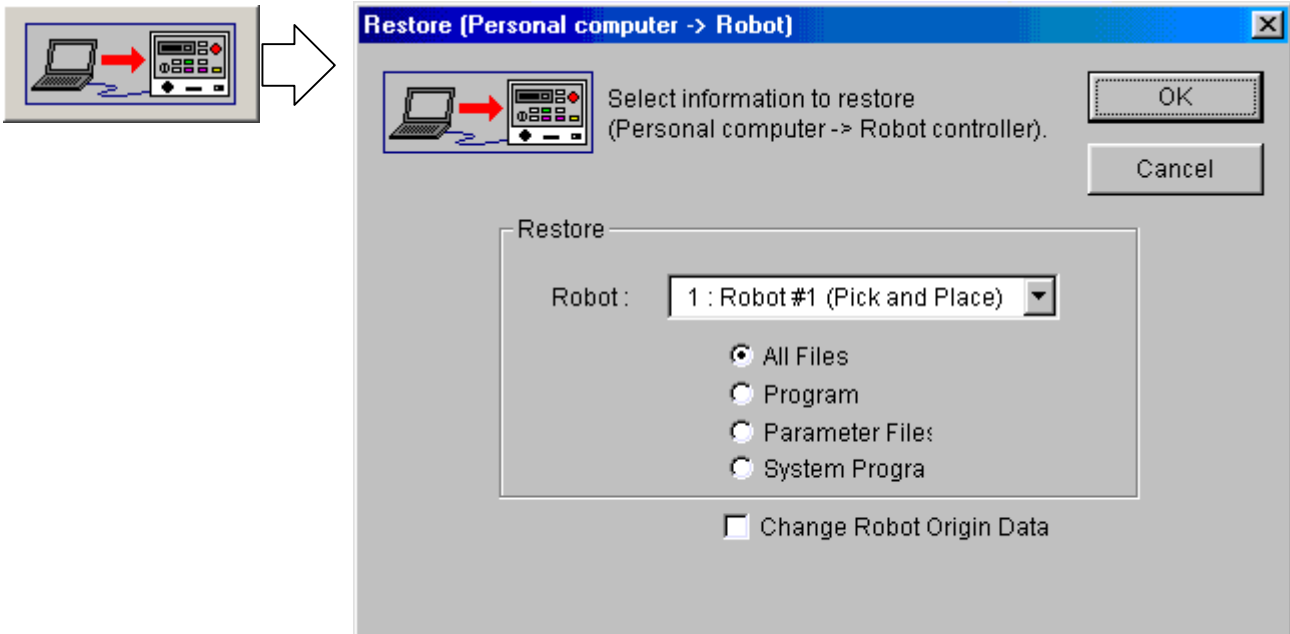 Restore (Personal computer -> Robot)
Select information to restore
(Personal computer -> Robot controller).
OK
Cancel
Restore
Robot : 1 : Robot #1 (Pick and Place)
All Files
Program
Parameter Files
System Progra
Change Robot Origin Data